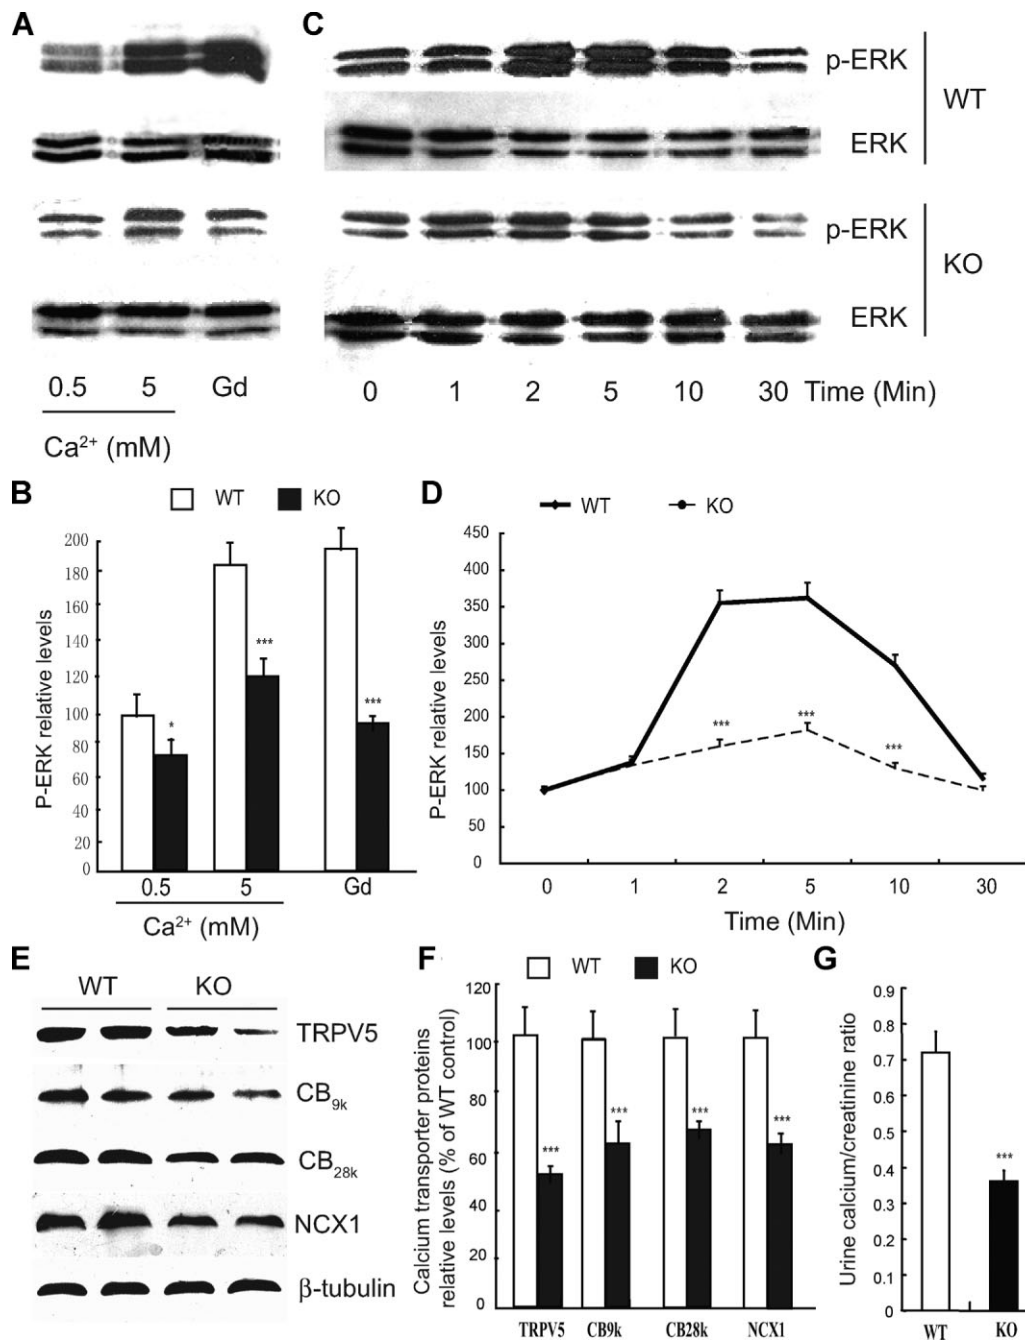 A
C
p-ERK
WT
ERK
p-ERK
KO
ERK
0.5 5 Gd
Ca²⁺ (mM)
0 1 2 5 10 30 Time (Min)
B
WT KO
P-ERK relative levels
200
180
160
140
120
100
80
60
40
20
0
***
***
*
0.5 5 Gd
Ca²⁺ (mM)
D
WT KO
P-ERK relative levels
450
400
350
300
250
200
150
100
50
0
*** *** ***
0 1 2 5 10 30
Time (Min)
E
WT KO
TRPV5
CB9k
CB28k
NCX1
β-tubulin
F
WT KO
Calcium transporter proteins
relative levels (% of WT control)
120
100
80
60
40
20
0
*** *** *** ***
TRPV5 CB9k CB28k NCX1
G
Urine calcium/creatinine ratio
0.9
0.8
0.7
0.6
0.5
0.4
0.3
0.2
0.1
0
***
WT KO